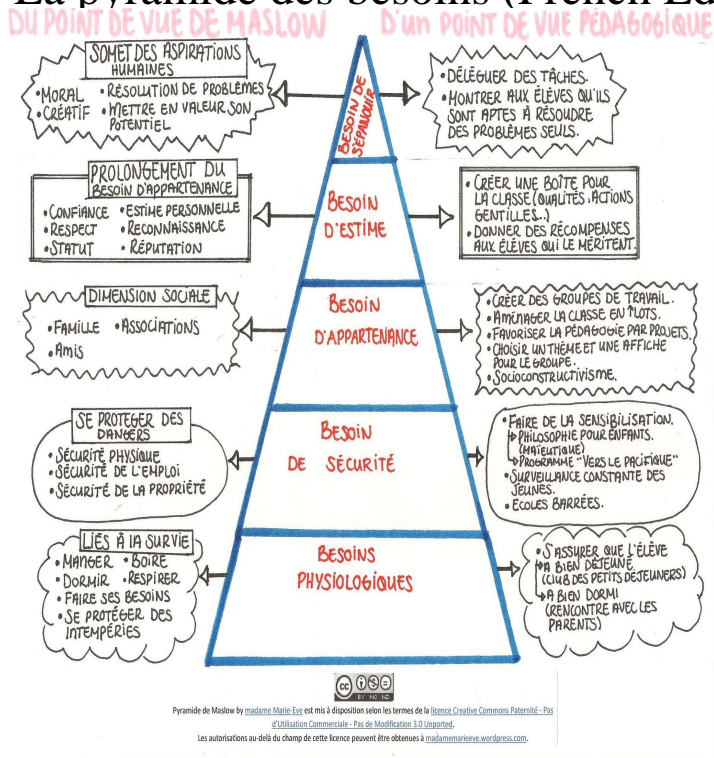 La pyramide des besoins (French Ed
DU POINT DE VUE DE MASLOW
D'UN POINT DE VUE PÉDAGOGIQUE
SOMET DES ASPIRATIONS
HUMAINES
• MORAL • RÉSOLUTION DE PROBLÈMES
• CRÉATIF • METTRE EN VALEUR SON
POTENTIEL
BESOIN DE
S'ÉPANOUIR
• DÉLÉGUER DES TÂCHES.
• MONTRER AUX ÉLÈVES QU'ILS
SONT APTES À RÉSOUDRE
DES PROBLÈMES SEULS.
PROLONGEMENT DU
BESOIN D'APPARTENANCE
• CONFIANCE • ESTIME PERSONNELLE
• RESPECT • RECONNAISSANCE
• STATUT • RÉPUTATION
BESOIN
D'ESTIME
• CRÉER UNE BOÎTE POUR
LA CLASSE (QUALITÉS, ACTIONS
GENTILLES...)
• DONNER DES RÉCOMPENSES
AUX ÉLÈVES QUI LE MÉRITENT.
DIMENSION SOCIALE
• FAMILLE • ASSOCIATIONS
• AMIS
BESOIN
D'APPARTENANCE
• CRÉER DES GROUPES DE TRAVAIL.
• AMÉNAGER LA CLASSE EN ÎLOTS.
• FAVORISER LA PÉDAGOGIE PAR PROJETS.
• CHOISIR UN THÈME ET UNE AFFICHE
POUR LE GROUPE.
• SOCIOCONSTRUCTIVISME.
SE PROTÉGER DES
DANGERS
• SÉCURITÉ PHYSIQUE
• SÉCURITÉ DE L'EMPLOI
• SÉCURITÉ DE LA PROPRIÉTÉ
BESOIN
DE SÉCURITÉ
• FAIRE DE LA SENSIBILISATION.
PHILOSOPHIE POUR ENFANTS.
(MAÏEUTIQUE)
PROGRAMME "VERS LE PACIFIQUE"
• SURVEILLANCE CONSTANTE DES
JEUNES.
• ÉCOLES BARRÉES.
LIÉS À LA SURVIE
• MANGER • BOIRE
• DORMIR • RESPIRER
• FAIRE SES BESOINS
• SE PROTÉGER DES
INTEMPÉRIES
BESOINS
PHYSIOLOGIQUES
• S'ASSURER QUE L'ÉLÈVE
A BIEN DÉJEUNÉ
(CLUB DES PETITS DÉJEUNERS)
A BIEN DORMI
(RENCONTRE AVEC LES
PARENTS)
cc BY NC ND
Pyramide de Maslow by madame Marie-Eve est mis à disposition selon les termes de la licence Creative Commons Paternité - Pas
d'Utilisation Commerciale - Pas de Modification 3.0 Unported.
Les autorisations au-delà du champ de cette licence peuvent être obtenues à madamemarieeve.wordpress.com.